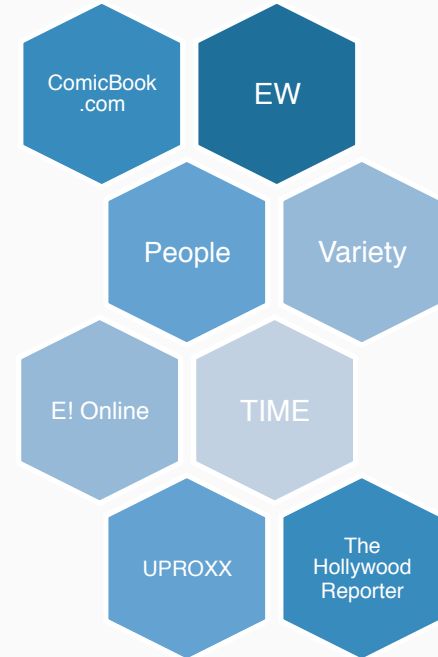 ComicBook
.com
EW
People
Variety
E! Online
TIME
UPROXX
The
Hollywood
Reporter